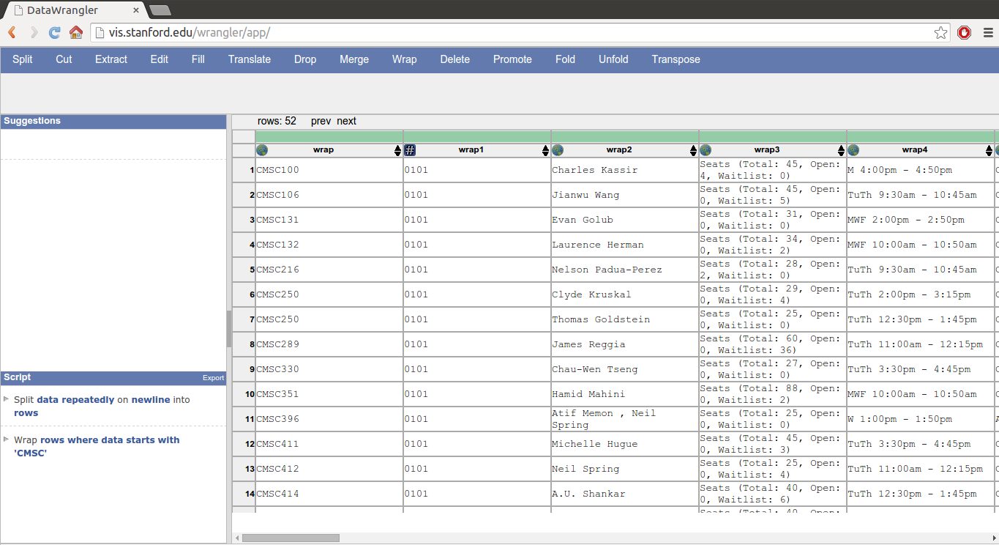 DataWrangler
vis.stanford.edu/wrangler/app/
Split Cut Extract Edit Fill Translate Drop Merge Wrap Delete Promote Fold Unfold Transpose
Suggestions
rows: 52 prev next
# wrap wrap1 wrap2 wrap3 wrap4
1 CMSC100 0101 Charles Kassir Seats (Total: 45, Open: 4, Waitlist: 0) M 4:00pm - 4:50pm
2 CMSC106 0101 Jianwu Wang Seats (Total: 45, Open: 0, Waitlist: 5) TuTh 9:30am - 10:45am
3 CMSC131 0101 Evan Golub Seats (Total: 31, Open: 0, Waitlist: 0) MWF 2:00pm - 2:50pm
4 CMSC132 0101 Laurence Herman Seats (Total: 34, Open: 0, Waitlist: 2) MWF 10:00am - 10:50am
5 CMSC216 0101 Nelson Padua-Perez Seats (Total: 28, Open: 2, Waitlist: 0) TuTh 9:30am - 10:45am
6 CMSC250 0101 Clyde Kruskal Seats (Total: 29, Open: 0, Waitlist: 4) TuTh 2:00pm - 3:15pm
7 CMSC250 0101 Thomas Goldstein Seats (Total: 25, Open: 0, Waitlist: 0) TuTh 12:30pm - 1:45pm
8 CMSC289 0101 James Reggia Seats (Total: 60, Open: 0, Waitlist: 36) TuTh 11:00am - 12:15pm
9 CMSC330 0101 Chau-Wen Tseng Seats (Total: 27, Open: 0, Waitlist: 0) TuTh 3:30pm - 4:45pm
10 CMSC351 0101 Hamid Mahini Seats (Total: 88, Open: 0, Waitlist: 2) MWF 10:00am - 10:50am
11 CMSC396 0101 Atif Memon , Neil Spring Seats (Total: 25, Open: 0, Waitlist: 0) W 1:00pm - 1:50pm
12 CMSC411 0101 Michelle Hugue Seats (Total: 45, Open: 0, Waitlist: 3) TuTh 3:30pm - 4:45pm
13 CMSC412 0101 Neil Spring Seats (Total: 25, Open: 0, Waitlist: 4) TuTh 11:00am - 12:15pm
14 CMSC414 0101 A.U. Shankar Seats (Total: 40, Open: 0, Waitlist: 6) TuTh 12:30pm - 1:45pm
Script Export
Split data repeatedly on newline into
rows
Wrap rows where data starts with
'CMSC'